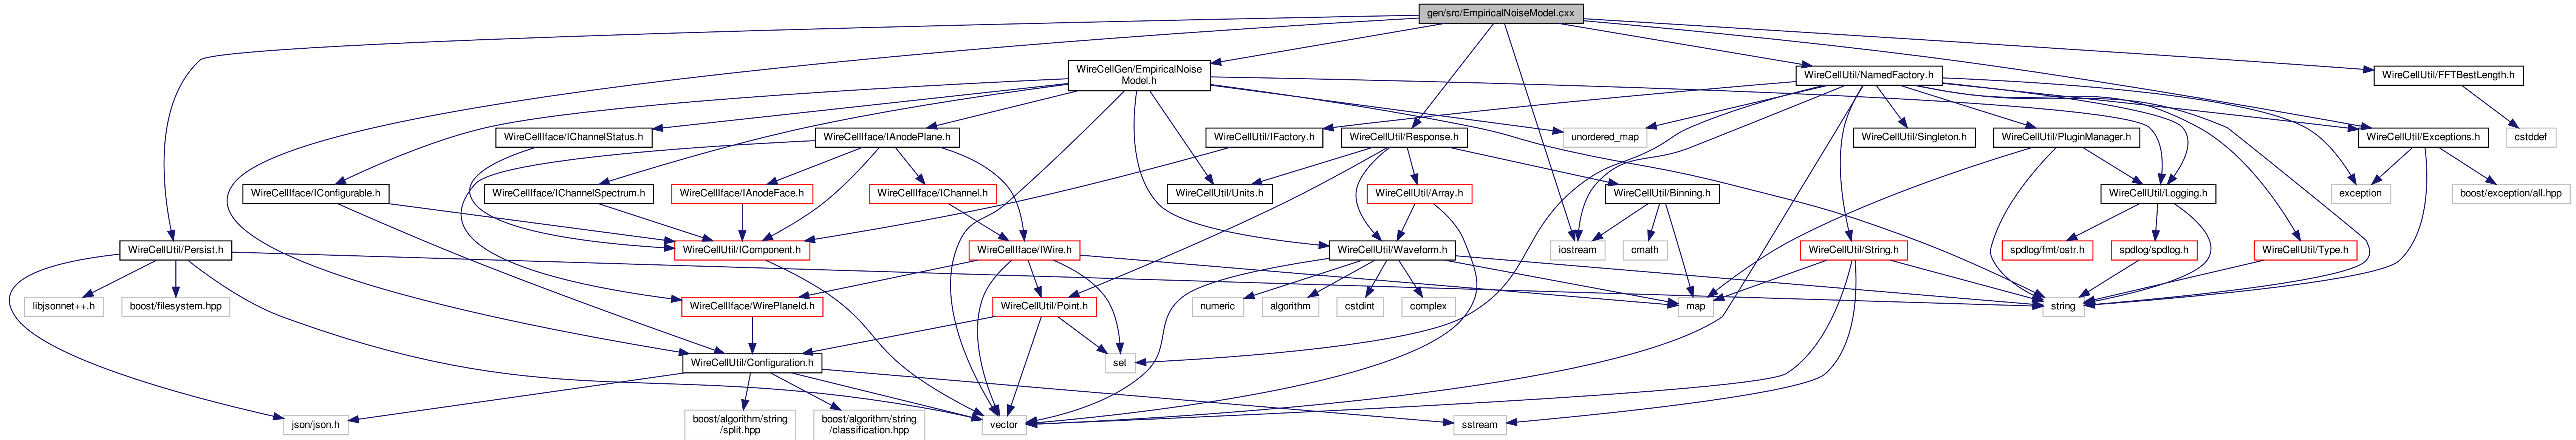 gen/src/EmpiricalNoiseModel.cxx
WireCellGen/EmpiricalNoise
Model.h
WireCellUtil/NamedFactory.h
WireCellUtil/FFTBestLength.h
WireCellIface/IChannelStatus.h
WireCellIface/IAnodePlane.h
WireCellUtil/IFactory.h
WireCellUtil/Response.h
unordered_map
WireCellUtil/Singleton.h
WireCellUtil/PluginManager.h
WireCellUtil/Exceptions.h
cstddef
WireCellIface/IConfigurable.h
WireCellIface/IChannelSpectrum.h
WireCellIface/IAnodeFace.h
WireCellIface/IChannel.h
WireCellUtil/Units.h
WireCellUtil/Array.h
WireCellUtil/Binning.h
WireCellUtil/Logging.h
exception
boost/exception/all.hpp
WireCellUtil/Persist.h
WireCellUtil/IComponent.h
WireCellIface/IWire.h
WireCellUtil/Waveform.h
iostream
cmath
WireCellUtil/String.h
spdlog/fmt/ostr.h
spdlog/spdlog.h
WireCellUtil/Type.h
libjsonnet++.h
boost/filesystem.hpp
WireCellIface/WirePlaneId.h
WireCellUtil/Point.h
numeric
algorithm
cstdint
complex
map
string
WireCellUtil/Configuration.h
set
json/json.h
boost/algorithm/string
/split.hpp
boost/algorithm/string
/classification.hpp
vector
sstream